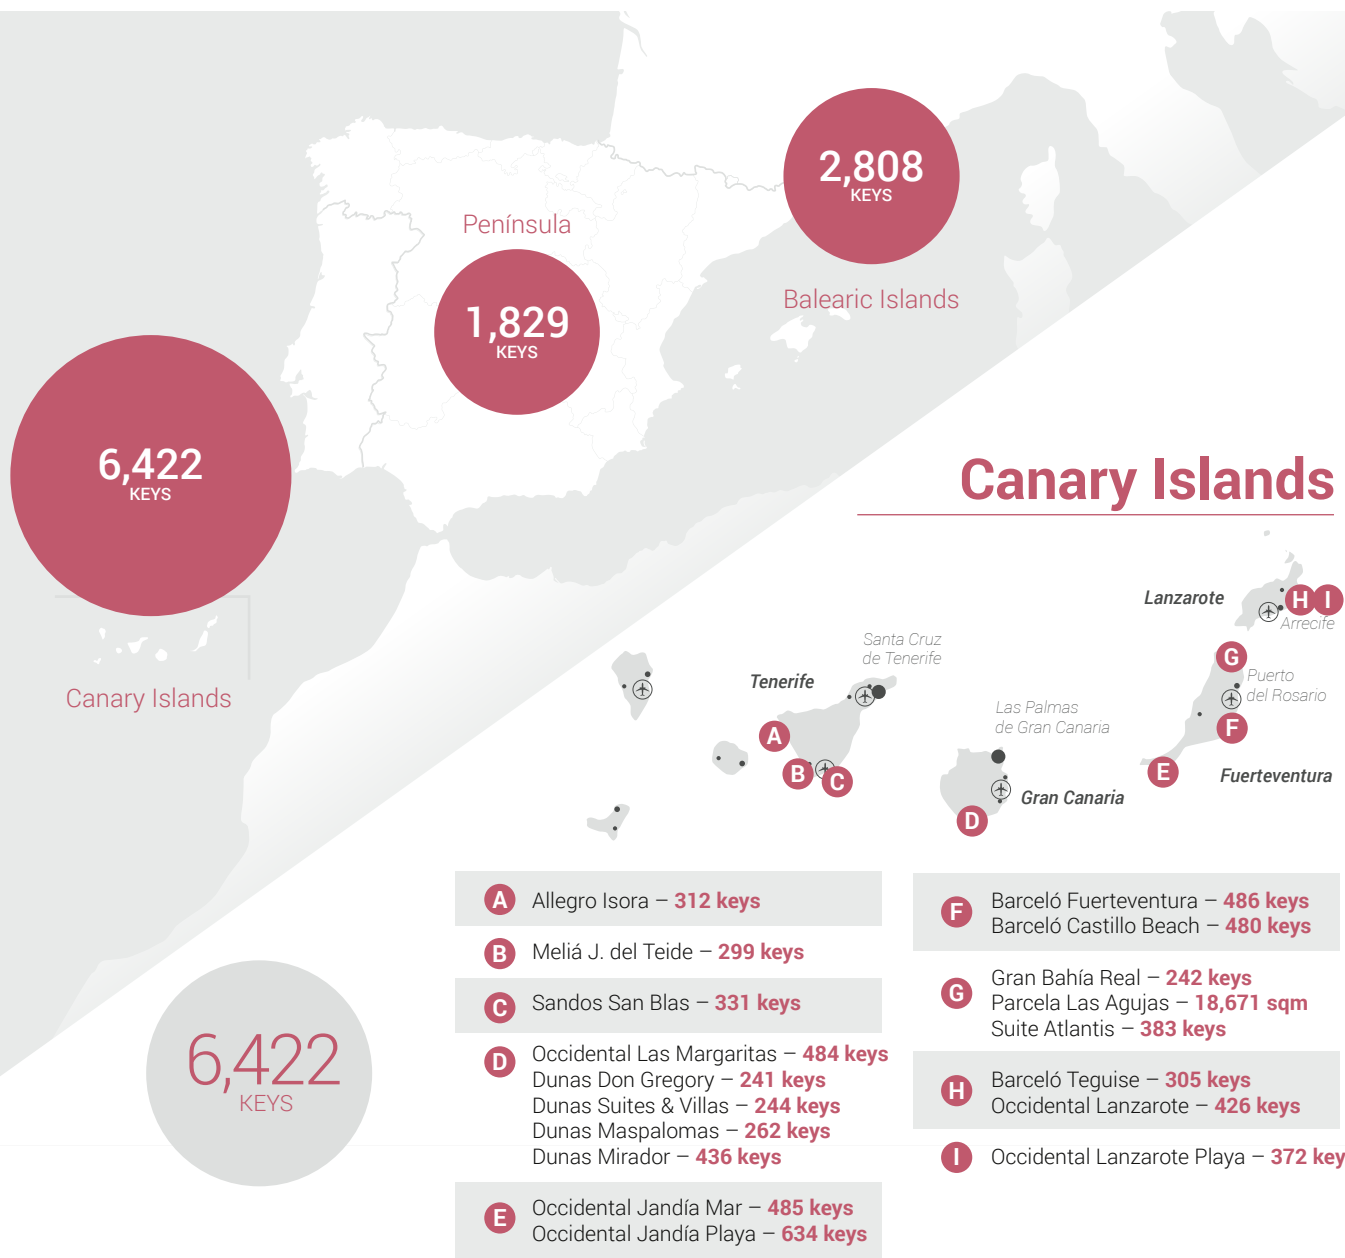 2,808
KEYS
Balearic Islands
Península
1,829
KEYS
6,422
KEYS
Canary Islands
Canary Islands
Lanzarote
H
I
Arrecife
Santa Cruz
de Tenerife
Tenerife
G
Puerto
del Rosario
Las Palmas
de Gran Canaria
A
B
C
F
E
Fuerteventura
Gran Canaria
D
6,422
KEYS
A Allegro Isora – 312 keys
B Meliá J. del Teide – 299 keys
C Sandos San Blas – 331 keys
D Occidental Las Margaritas – 484 keys
Dunas Don Gregory – 241 keys
Dunas Suites & Villas – 244 keys
Dunas Maspalomas – 262 keys
Dunas Mirador – 436 keys
E Occidental Jandía Mar – 485 keys
Occidental Jandía Playa – 634 keys
F Barceló Fuerteventura – 486 keys
Barceló Castillo Beach – 480 keys
G Gran Bahía Real – 242 keys
Parcela Las Agujas – 18,671 sqm
Suite Atlantis – 383 keys
H Barceló Teguise – 305 keys
Occidental Lanzarote – 426 keys
I Occidental Lanzarote Playa – 372 key